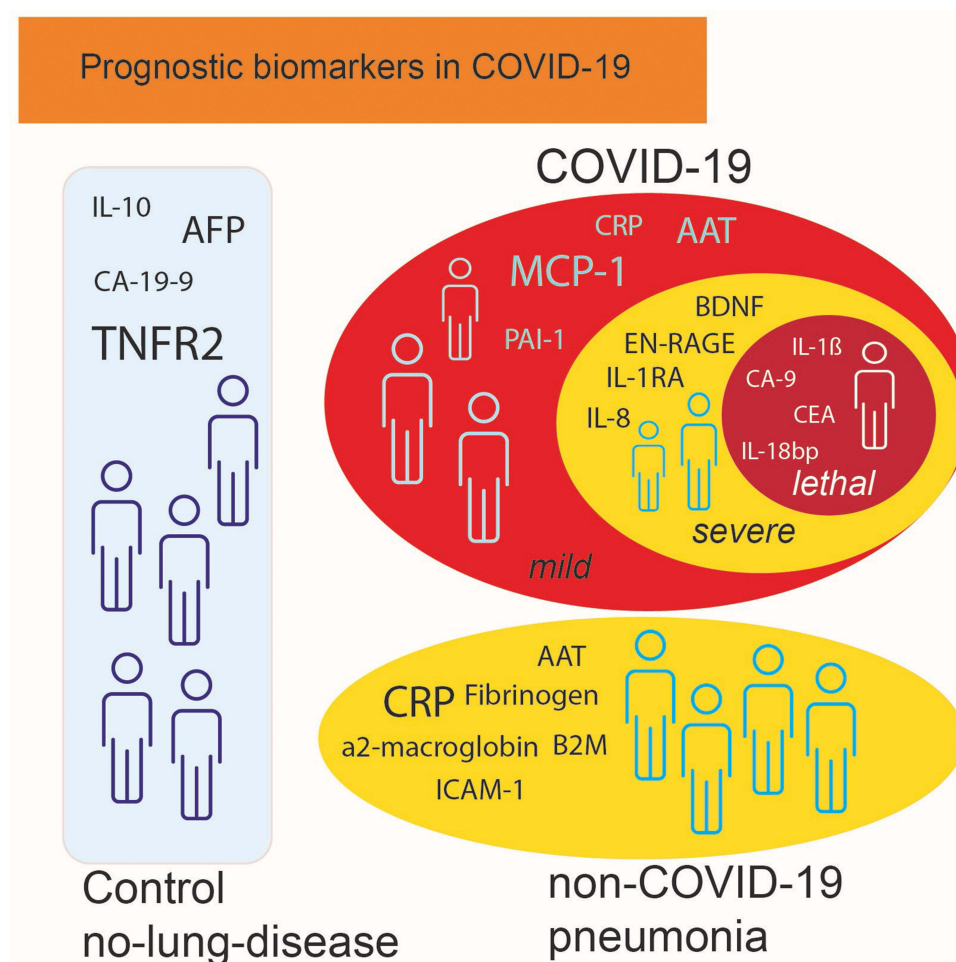 Prognostic biomarkers in COVID-19
IL-10
AFP
CA-19-9
TNFR2
Control
no-lung-disease
COVID-19
CRP
AAT
MCP-1
PAI-1
mild
BDNF
EN-RAGE
IL-1RA
IL-8
severe
IL-1ß
CA-9
CEA
IL-18bp
lethal
AAT
CRP Fibrinogen
a2-macroglobin B2M
ICAM-1
non-COVID-19
pneumonia